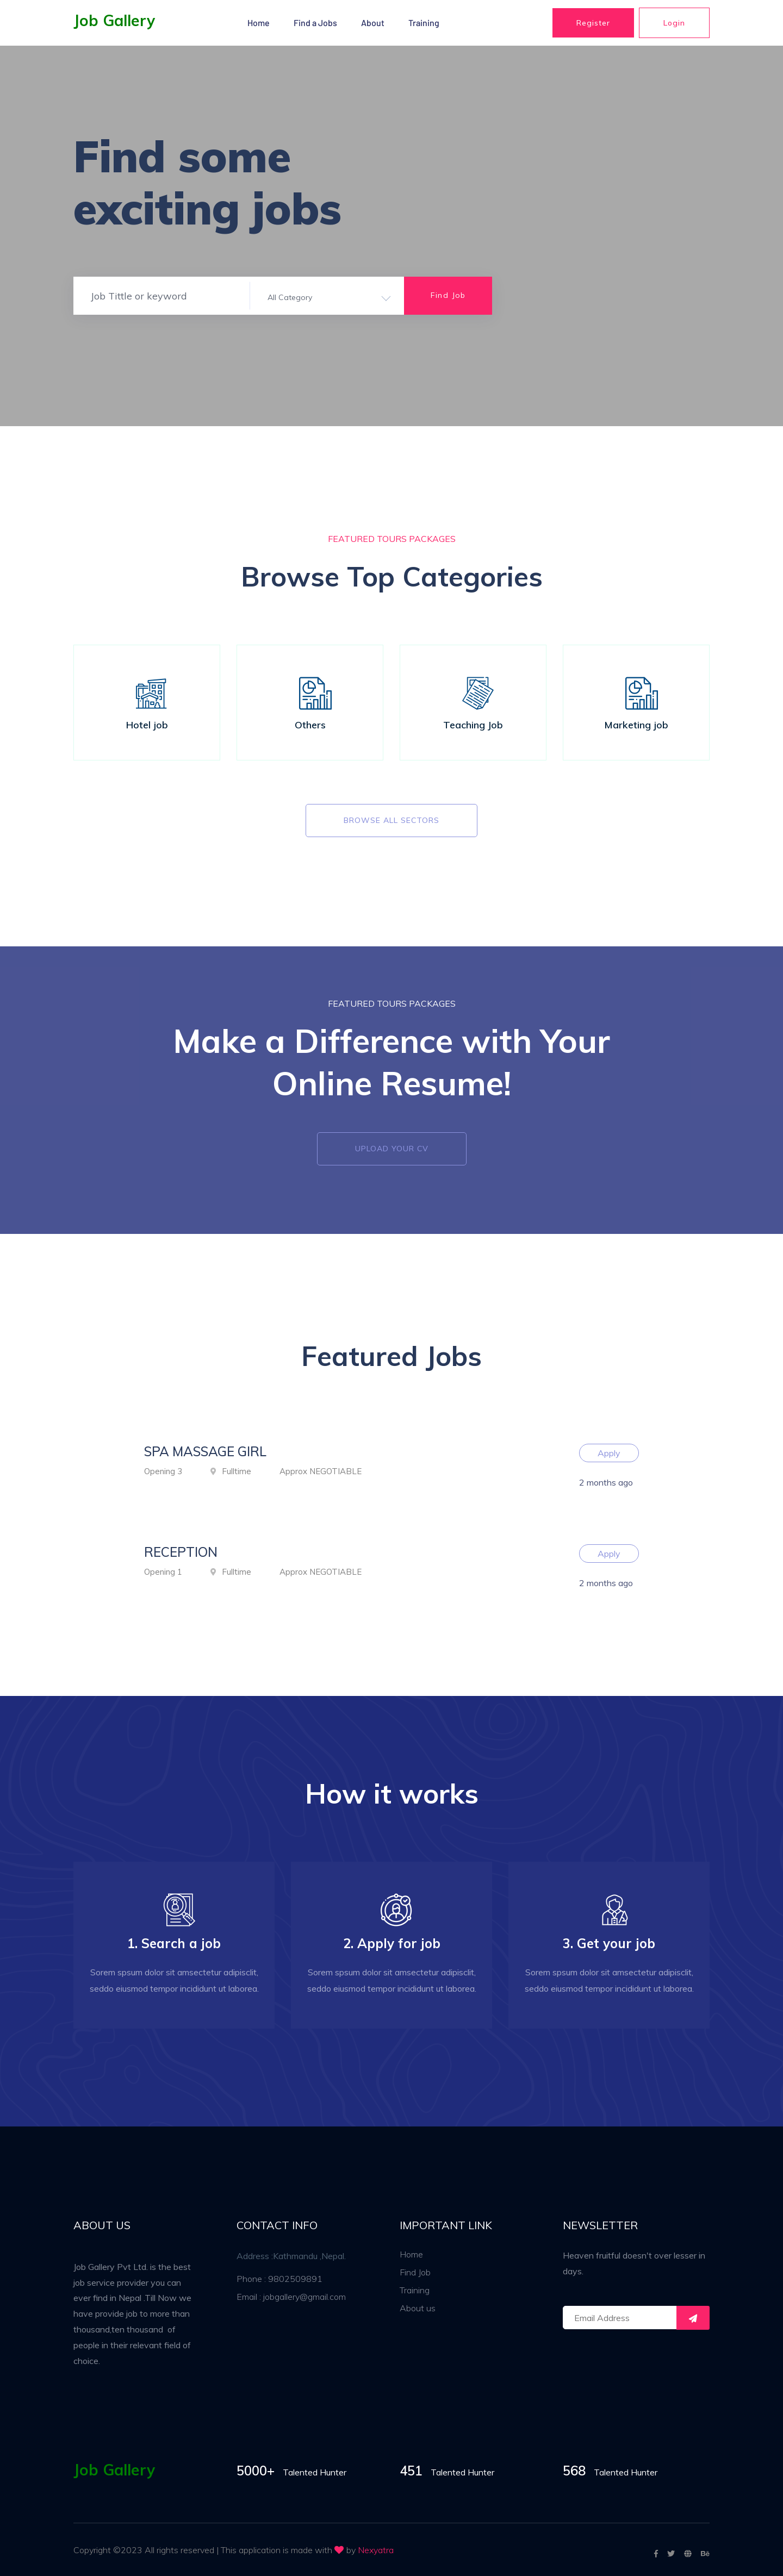 Job Gallery
Home Find a Jobs About Training Register Login
Find some
exciting jobs
Job Tittle or keyword All Category Find Job
FEATURED TOURS PACKAGES
Browse Top Categories
Hotel job Others Teaching Job Marketing job
BROWSE ALL SECTORS
FEATURED TOURS PACKAGES
Make a Difference with Your
Online Resume!
UPLOAD YOUR CV
Featured Jobs
SPA MASSAGE GIRL Apply
Opening 3 Fulltime Approx NEGOTIABLE
2 months ago
RECEPTION Apply
Opening 1 Fulltime Approx NEGOTIABLE
2 months ago
How it works
1. Search a job
Sorem spsum dolor sit amsectetur adipisclit,
seddo eiusmod tempor incididunt ut laborea.
2. Apply for job
Sorem spsum dolor sit amsectetur adipisclit,
seddo eiusmod tempor incididunt ut laborea.
3. Get your job
Sorem spsum dolor sit amsectetur adipisclit,
seddo eiusmod tempor incididunt ut laborea.
ABOUT US
Job Gallery Pvt Ltd. is the best
job service provider you can
ever find in Nepal .Till Now we
have provide job to more than
thousand,ten thousand of
people in their relevant field of
choice.
CONTACT INFO
Address :Kathmandu ,Nepal.
Phone : 9802509891
Email : jobgallery@gmail.com
IMPORTANT LINK
Home
Find Job
Training
About us
NEWSLETTER
Heaven fruitful doesn't over lesser in
days.
Email Address
Job Gallery
5000+ Talented Hunter
451 Talented Hunter
568 Talented Hunter
Copyright ©2023 All rights reserved | This application is made with by Nexyatra